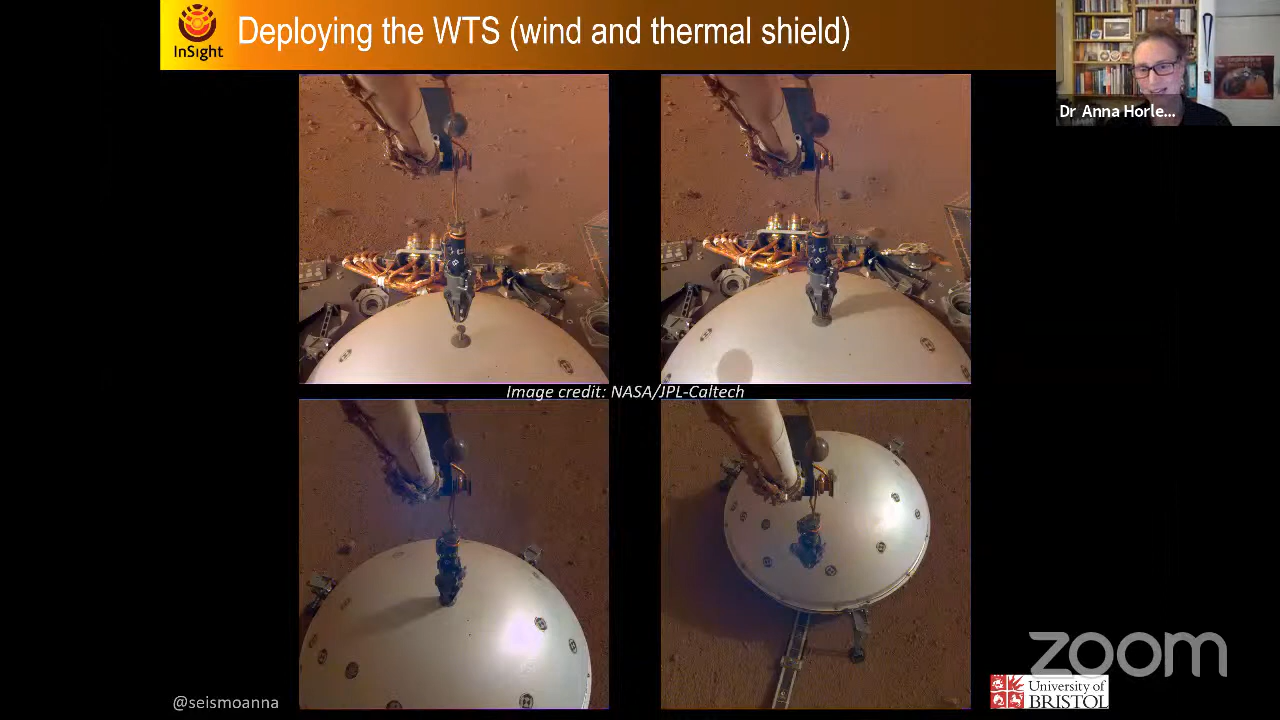 InSight
Deploying the WTS (wind and thermal shield)
Dr Anna Horle...
Image credit: NASA/JPL-Caltech
zoom
@seismoanna
University of
BRISTOL